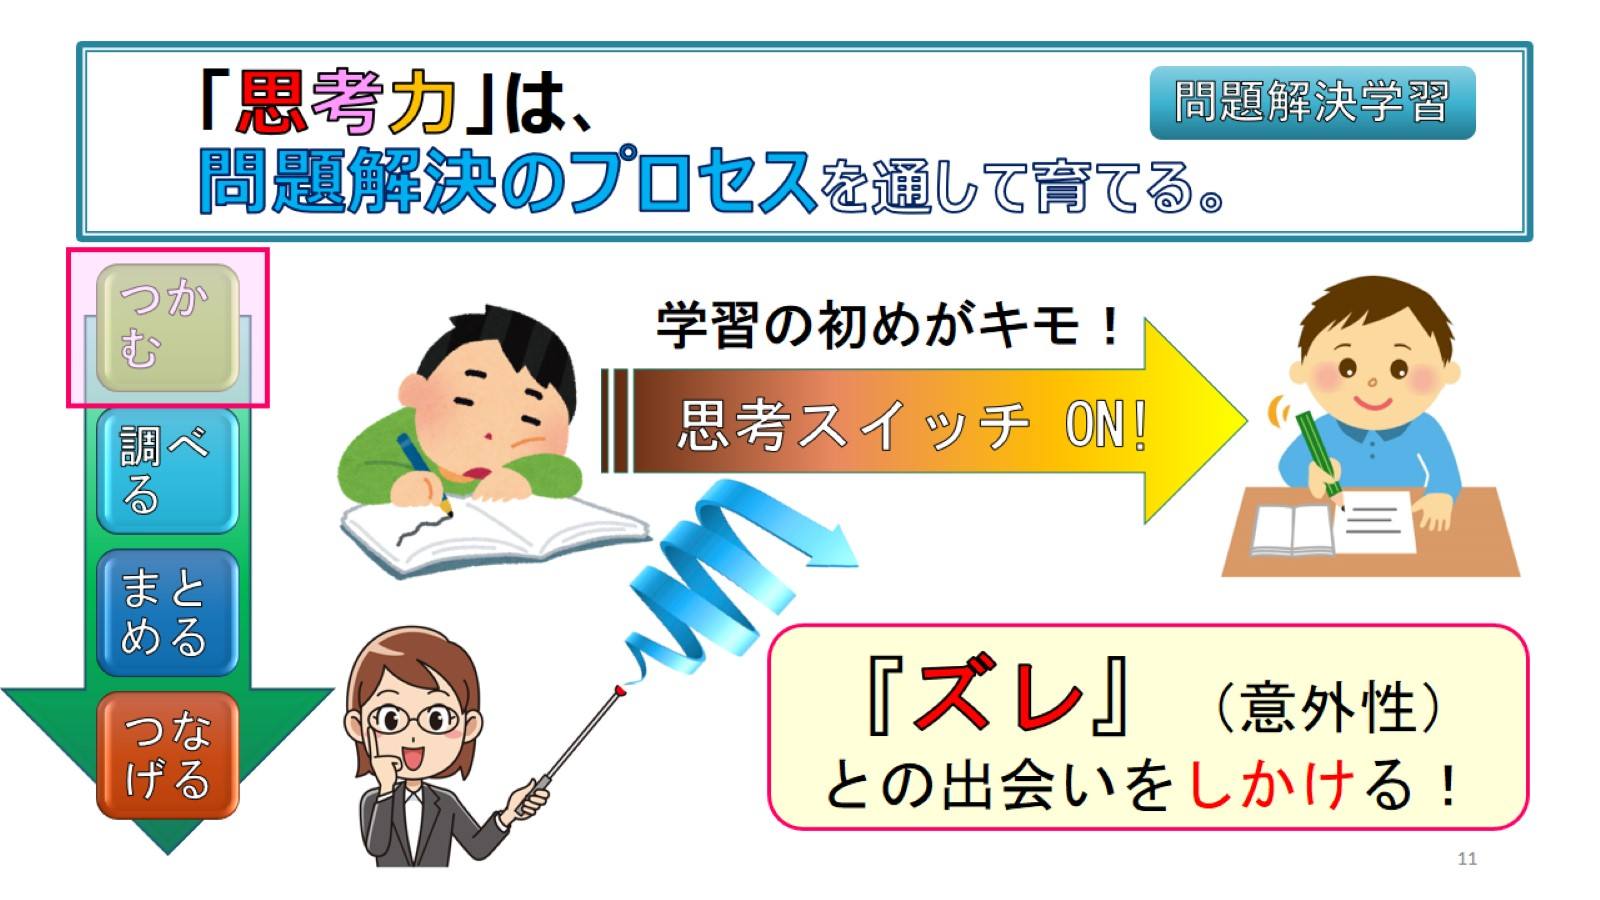 「思考力」は、
問題解決のプロセスを通して育てる。
問題解決学習
つか
む
調べ
る
まと
める
つな
げる
学習の初めがキモ！
思考スイッチ ON!
『ズレ』（意外性）
との出会いをしかける！
11